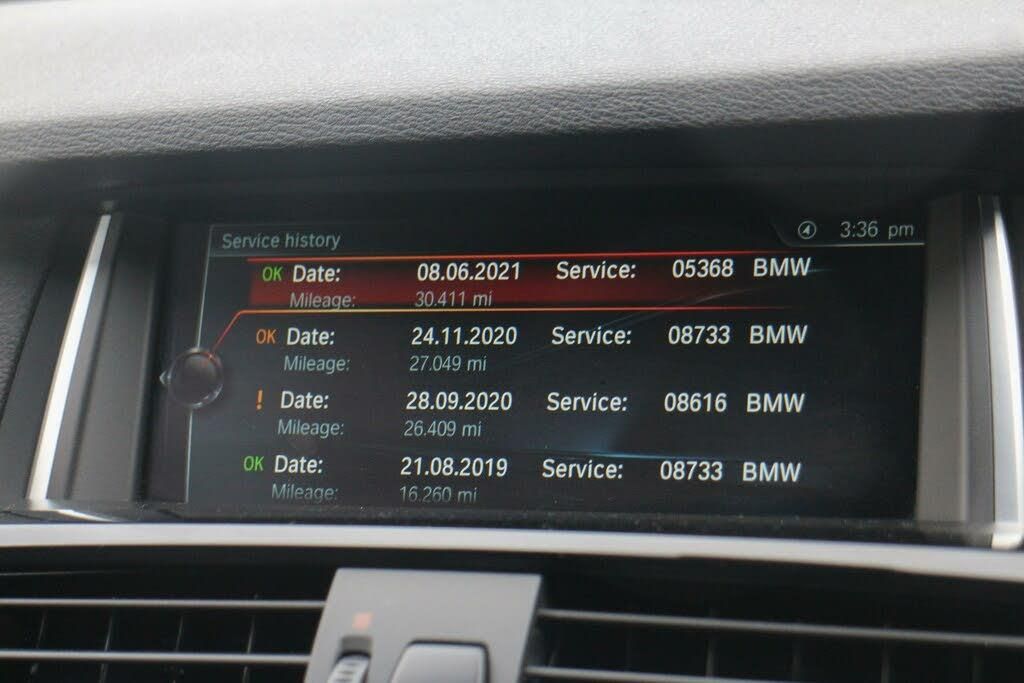 Service history 3:36 pm
OK Date: 08.06.2021 Service: 05368 BMW
Mileage: 30.411 mi
OK Date: 24.11.2020 Service: 08733 BMW
Mileage: 27.049 mi
! Date: 28.09.2020 Service: 08616 BMW
Mileage: 26.409 mi
OK Date: 21.08.2019 Service: 08733 BMW
Mileage: 16.260 mi